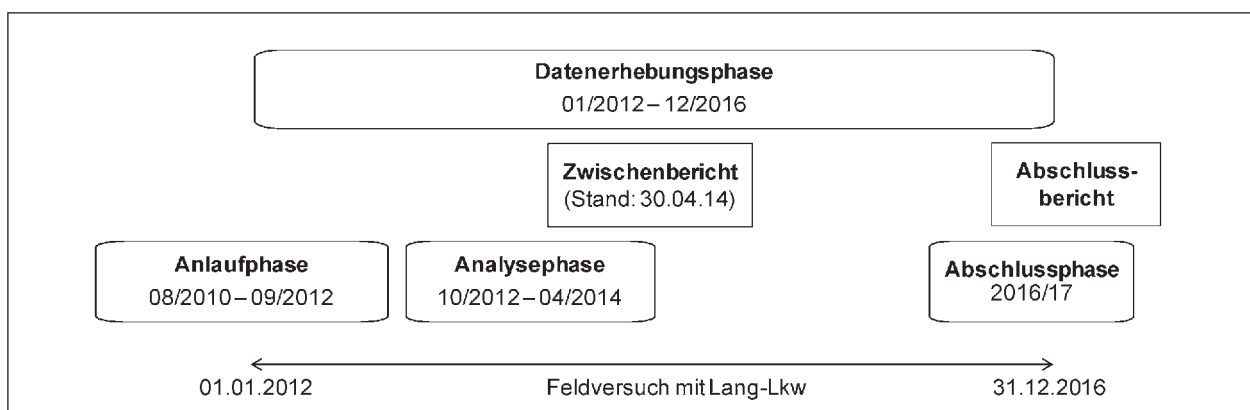 Datenerhebungsphase
01/2012 – 12/2016
Zwischenbericht
(Stand: 30.04.14)
Abschluss-
bericht
Anlaufphase
08/2010 – 09/2012
Analysephase
10/2012 – 04/2014
Abschlussphase
2016/17
01.01.2012 Feldversuch mit Lang-Lkw 31.12.2016